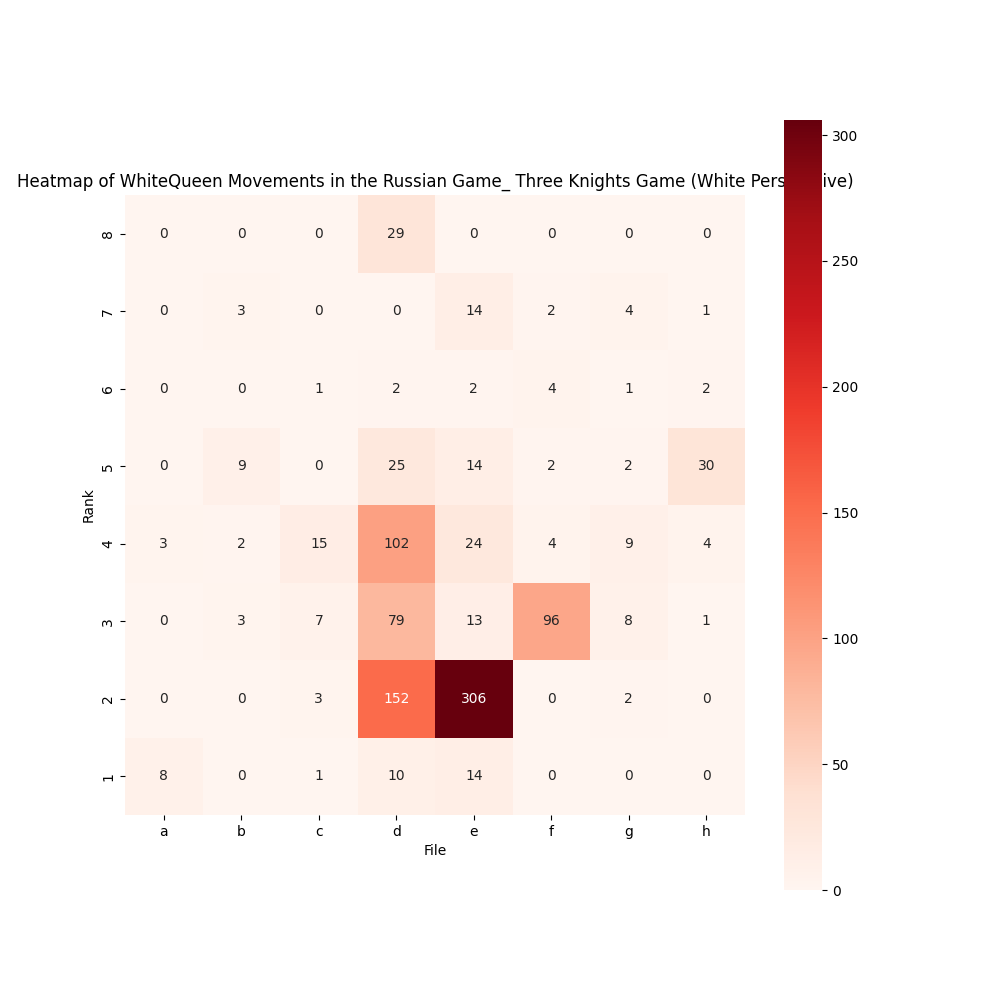 Heatmap of WhiteQueen Movements in the Russian Game_ Three Knights Game (White Pers ive)
Rank
8 0 0 0 29 0 0 0 0
7 0 3 0 0 14 2 4 1
6 0 0 1 2 2 4 1 2
5 0 9 0 25 14 2 2 30
4 3 2 15 102 24 4 9 4
3 0 3 7 79 13 96 8 1
2 0 0 3 152 306 0 2 0
1 8 0 1 10 14 0 0 0
a b c d e f g h
File
300
250
200
150
100
50
0